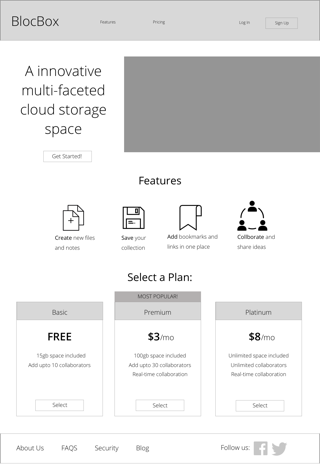 BlocBox
Features
Pricing
Log In
Sign Up
A innovative
multi-faceted
cloud storage
space
Get Started!
Features
Create new files
and notes
Save your
collection
Add bookmarks and
links in one place
Collborate and
share ideas
Select a Plan:
MOST POPULAR!
Basic
FREE
15gb space included
Add upto 10 collaborators
Select
Premium
$3/mo
100gb space included
Add upto 30 collaborators
Real-time collaboration
Select
Platinum
$8/mo
Unlimited space included
Unlimited collaborators
Real-time collaboration
Select
About Us
FAQS
Security
Blog
Follow us: